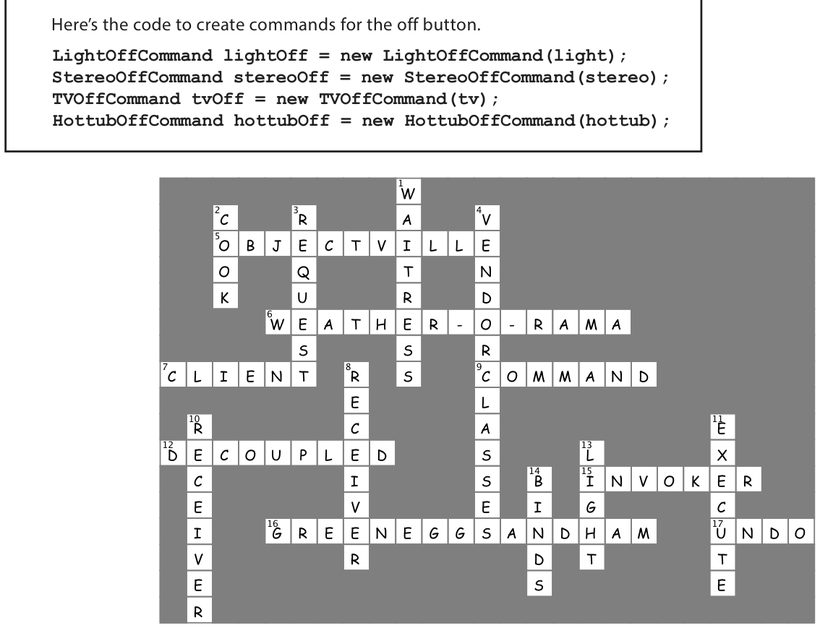 Here's the code to create commands for the off button.
LightOffCommand lightOff = new LightOffCommand(light);
StereoOffCommand stereoOff = new StereoOffCommand(stereo);
TVOffCommand tvOff = new TVOffCommand(tv);
HottubOffCommand hottubOff = new HottubOffCommand(hottub);
1 W
2 C 3 R A 4 V
5 O B J E C T V I L L E
O Q T N
K U R D
6 W E A T H E R - O - R A M A
S S R
7 C L I E N T 8 R S 9 C O M M A N D
E L
10 R C A 11 E
12 D E C O U P L E D S 13 L X
C I S 14 B 15 I N V O K E R
E V E I G C
I 16 G R E E N E G G S A N D H A M 17 U N D O
V R D T T
E S E
R